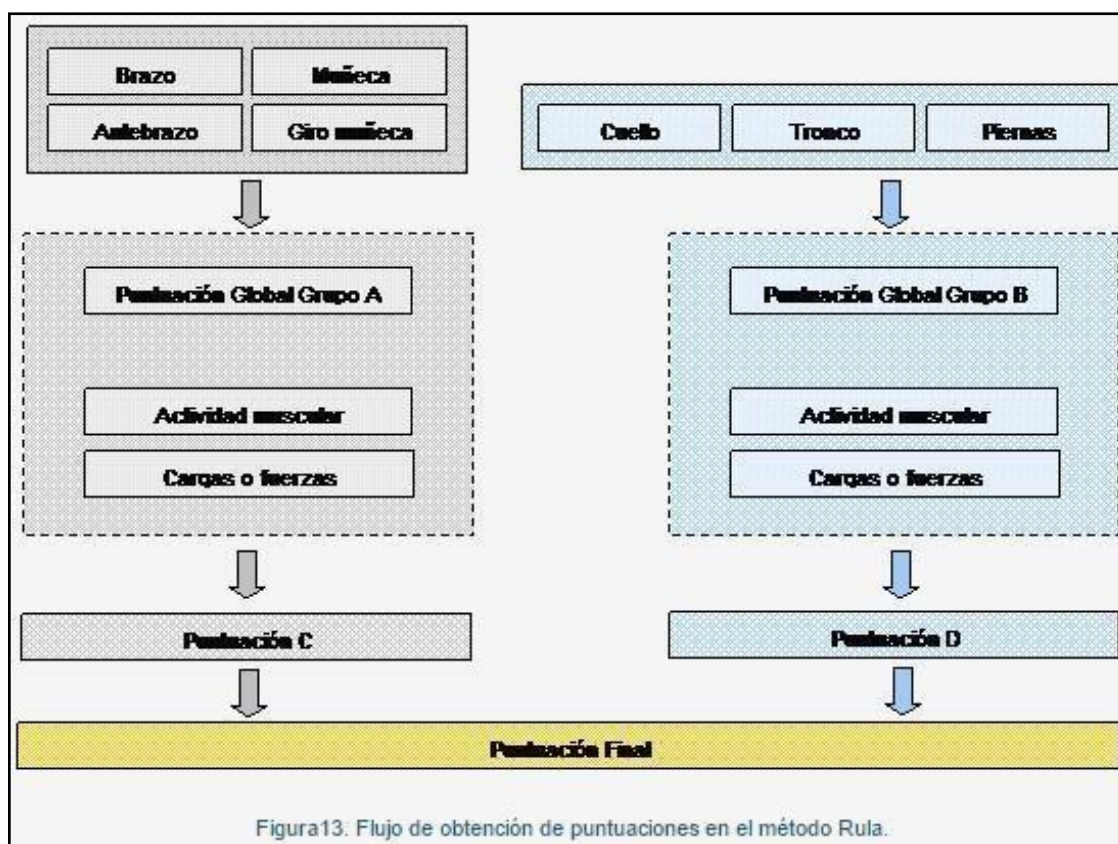 Brazo
Muñeca
Antebrazo
Giro muñeca
Cuello
Tronco
Piernas
Puntuación Global Grupo A
Puntuación Global Grupo B
Actividad muscular
Actividad muscular
Cargas o fuerzas
Cargas o fuerzas
Puntuación C
Puntuación D
Puntuación Final
Figura13. Flujo de obtención de puntuaciones en el método Rula.